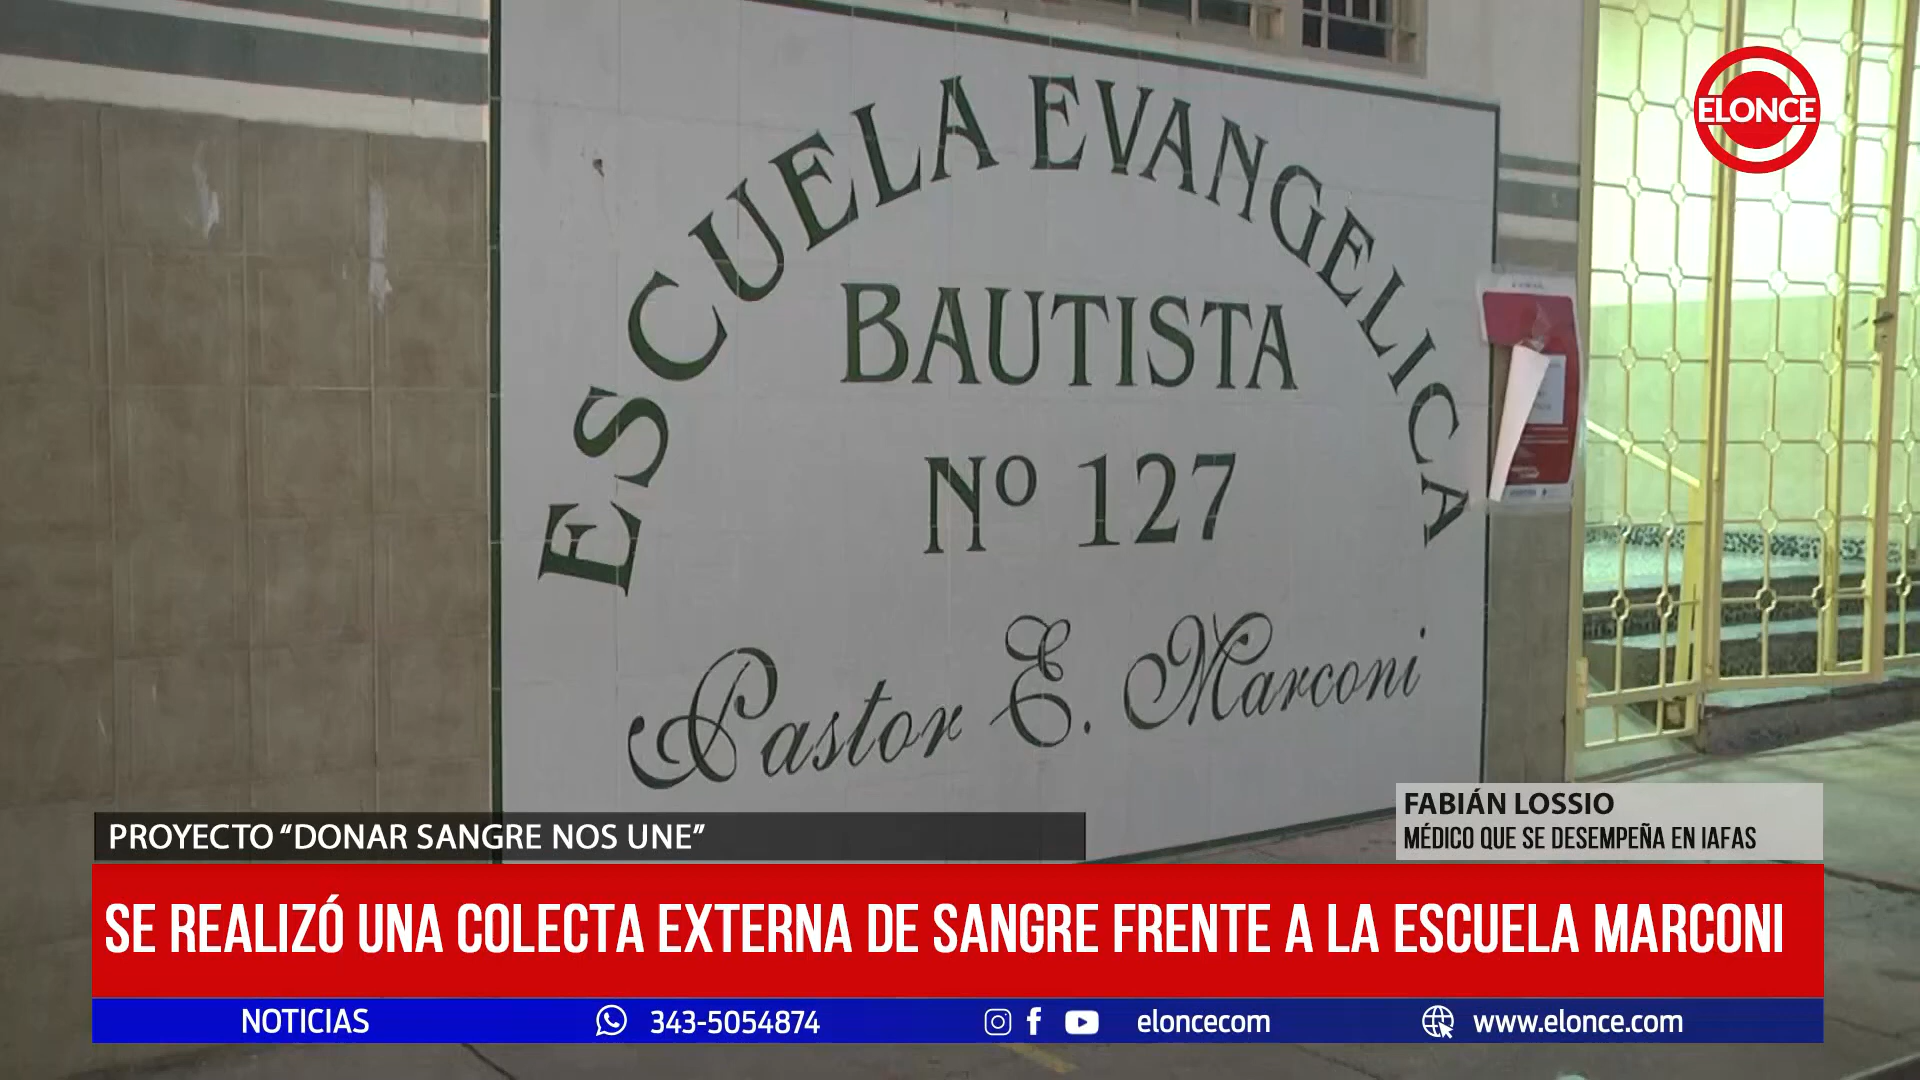 ELONCE
ESCUELA EVANGELICA
BAUTISTA
Nº 127
Pastor E. Marconi
FABIÁN LOSSIO
MÉDICO QUE SE DESEMPEÑA EN IAFAS
PROYECTO “DONAR SANGRE NOS UNE”
SE REALIZÓ UNA COLECTA EXTERNA DE SANGRE FRENTE A LA ESCUELA MARCONI
NOTICIAS
343-5054874
eloncecom
www.elonce.com